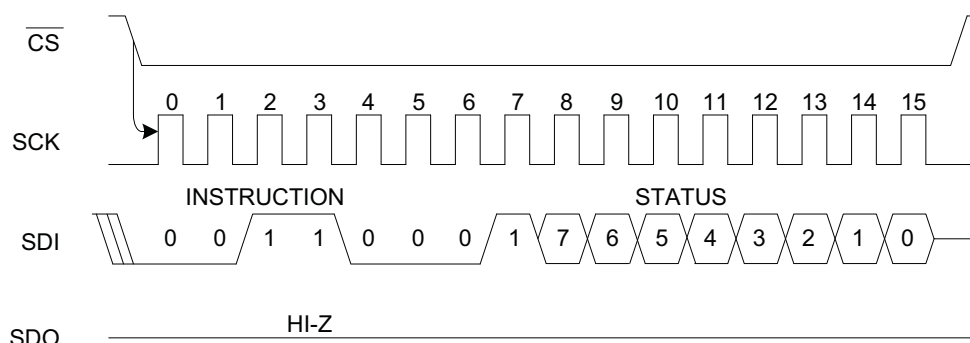 CS
0 1 2 3 4 5 6 7 8 9 10 11 12 13 14 15
SCK
INSTRUCTION STATUS
SDI 0 0 1 1 0 0 0 1 7 6 5 4 3 2 1 0
HI-Z
SDO